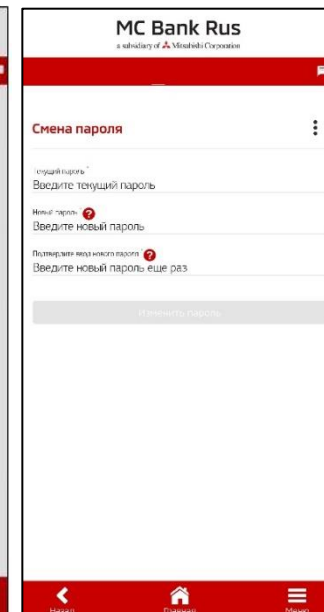 MC Bank Rus
a subsidiary of Mitsubishi Corporation
Смена пароля
Текущий пароль *
Введите текущий пароль
Новый пароль * ?
Введите новый пароль
Подтвердите ввод нового пароля * ?
Введите новый пароль еще раз
Изменить пароль
Назад Главная Меню